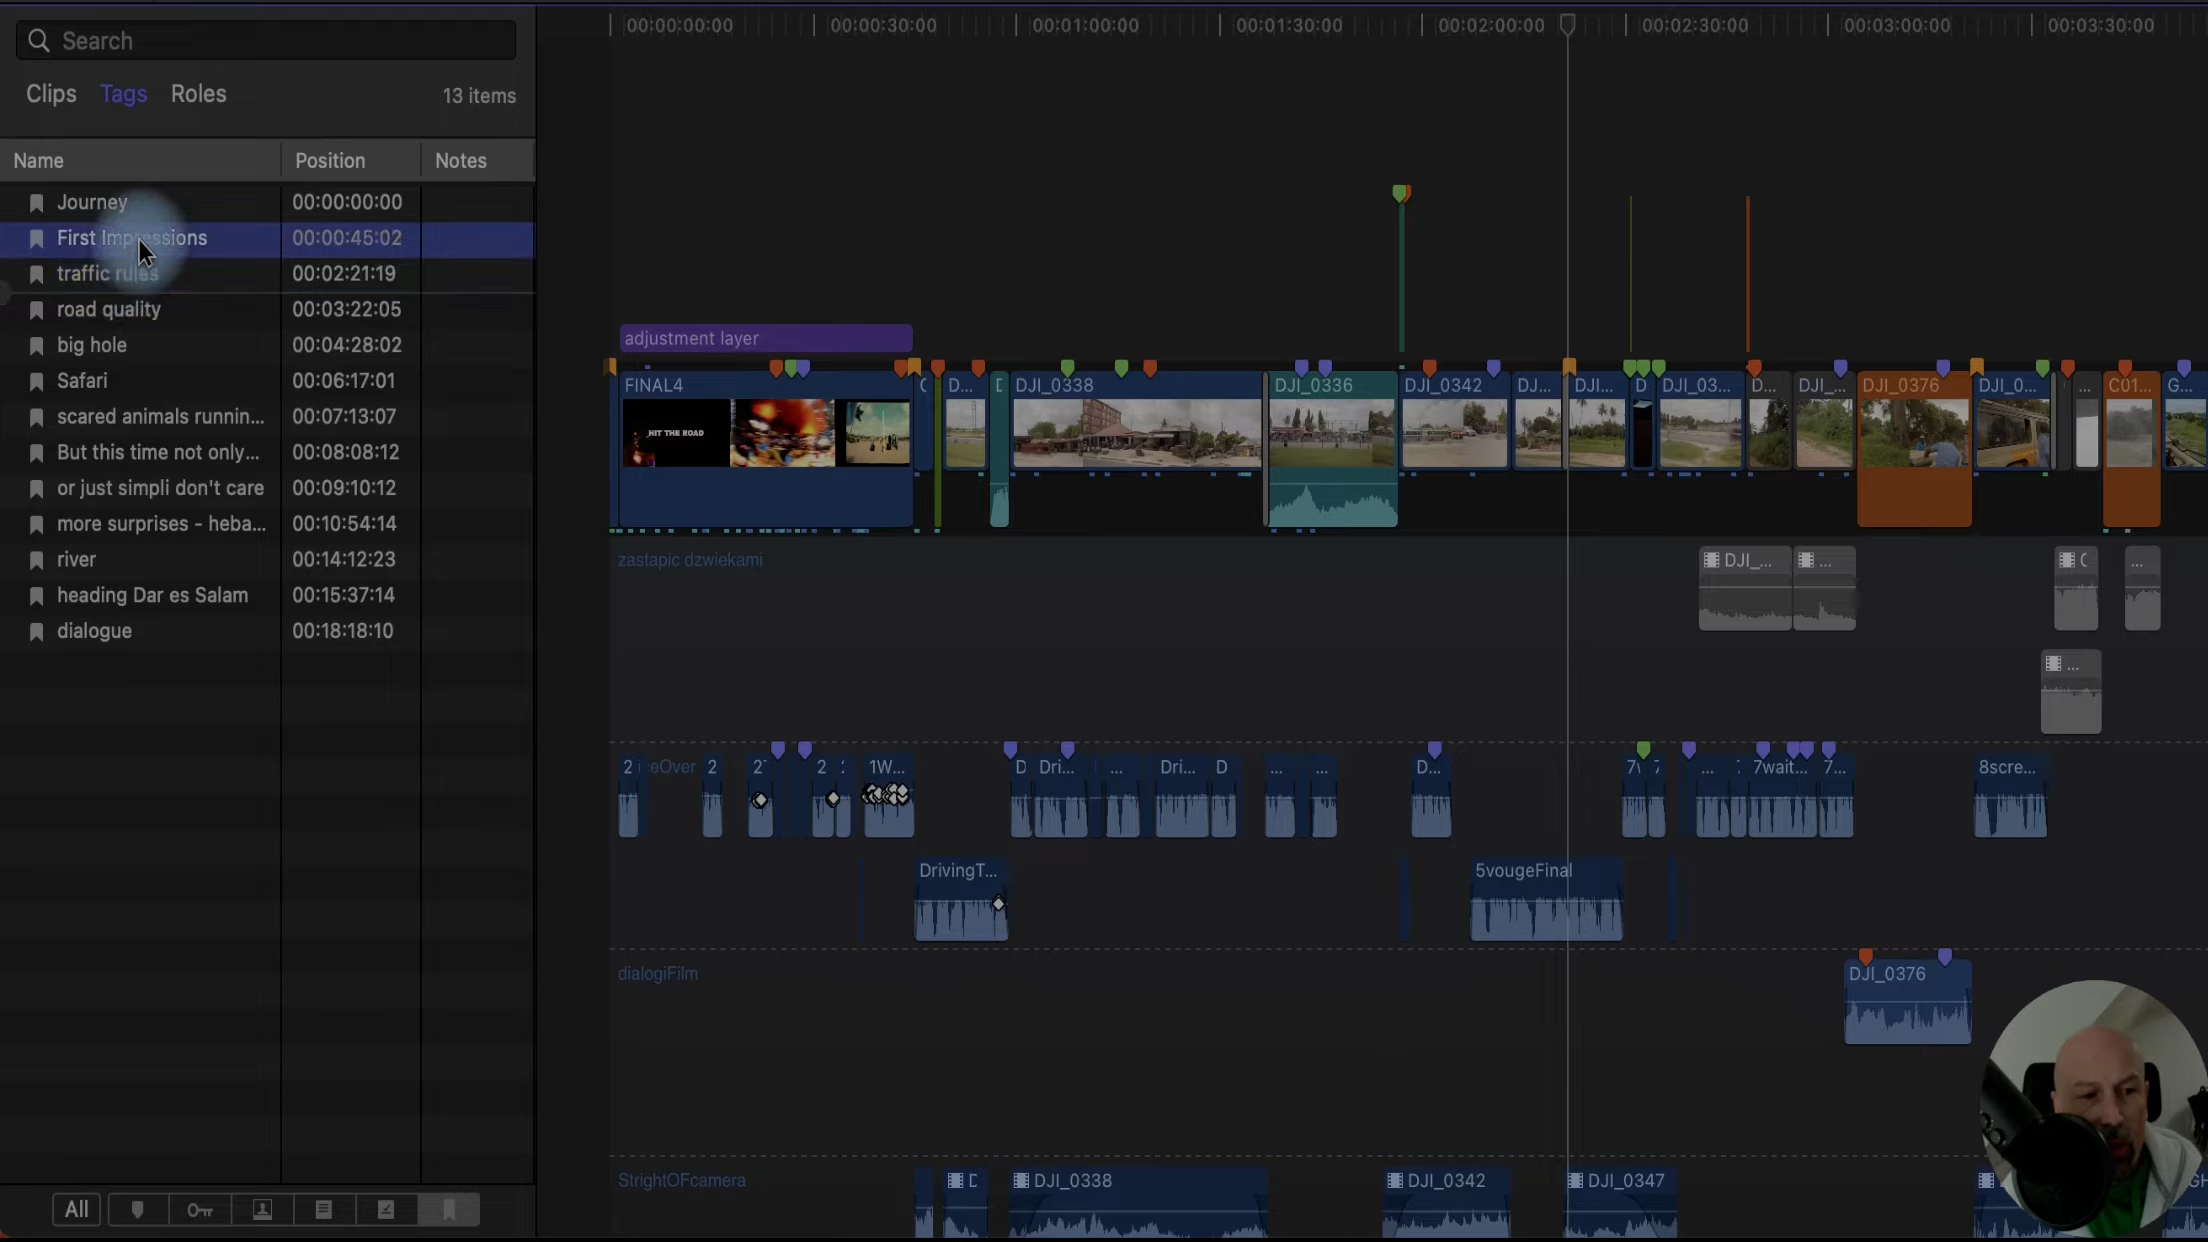 Search
Clips Tags Roles 13 items
Name Position Notes
Journey 00:00:00:00
First Impressions 00:00:45:02
traffic rules 00:02:21:19
road quality 00:03:22:05
big hole 00:04:28:02
Safari 00:06:17:01
scared animals runnin... 00:07:13:07
But this time not only... 00:08:08:12
or just simpli don't care 00:09:10:12
more surprises - heba... 00:10:54:14
river 00:14:12:23
heading Dar es Salam 00:15:37:14
dialogue 00:18:18:10
All
00:00:00:00 00:00:30:00 00:01:00:00 00:01:30:00 00:02:00:00 00:02:30:00 00:03:00:00 00:03:30:00
adjustment layer
FINAL4 D... D DJI_0338 DJI_0336 DJI_0342 DJ... DJI... D DJI_03... D... DJI_... DJI_0376 DJI_0... ... C01... G...
HIT THE ROAD
zastapic dzwiekami
DJI_... ... C ...
...
2 ceOver 2 2 2 1W... D Dri... ... Dri... D ... ... D... 7 7 ... 7wait... 7... 8scre...
DrivingT... 5vougeFinal
dialogiFilm
DJI_0376
StrightOFcamera
D DJI_0338 DJI_0342 DJI_0347